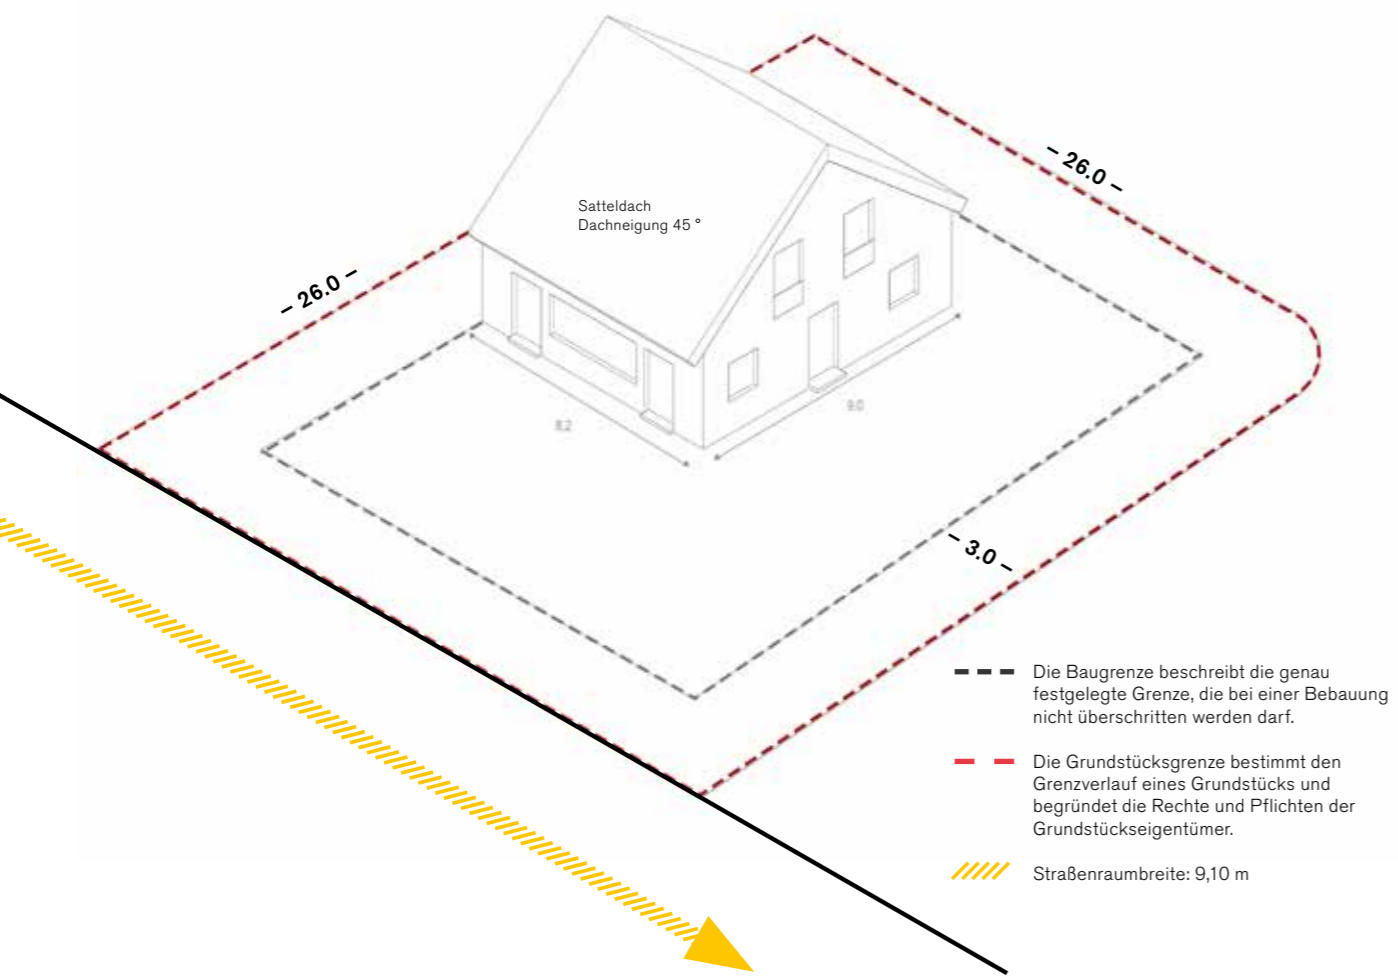 – 26.0 –
Satteldach
Dachneigung 45 °
– 26.0 –
9.0
8.2
– 3.0 –
Die Baugrenze beschreibt die genau
festgelegte Grenze, die bei einer Bebauung
nicht überschritten werden darf.
Die Grundstücksgrenze bestimmt den
Grenzverlauf eines Grundstücks und
begründet die Rechte und Pflichten der
Grundstückseigentümer.
Straßenraumbreite: 9,10 m